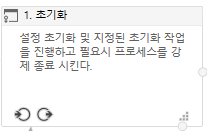 1. 초기화
설정 초기화 및 지정된 초기화 작업
을 진행하고 필요시 프로세스를 강
제 종료 시킨다.